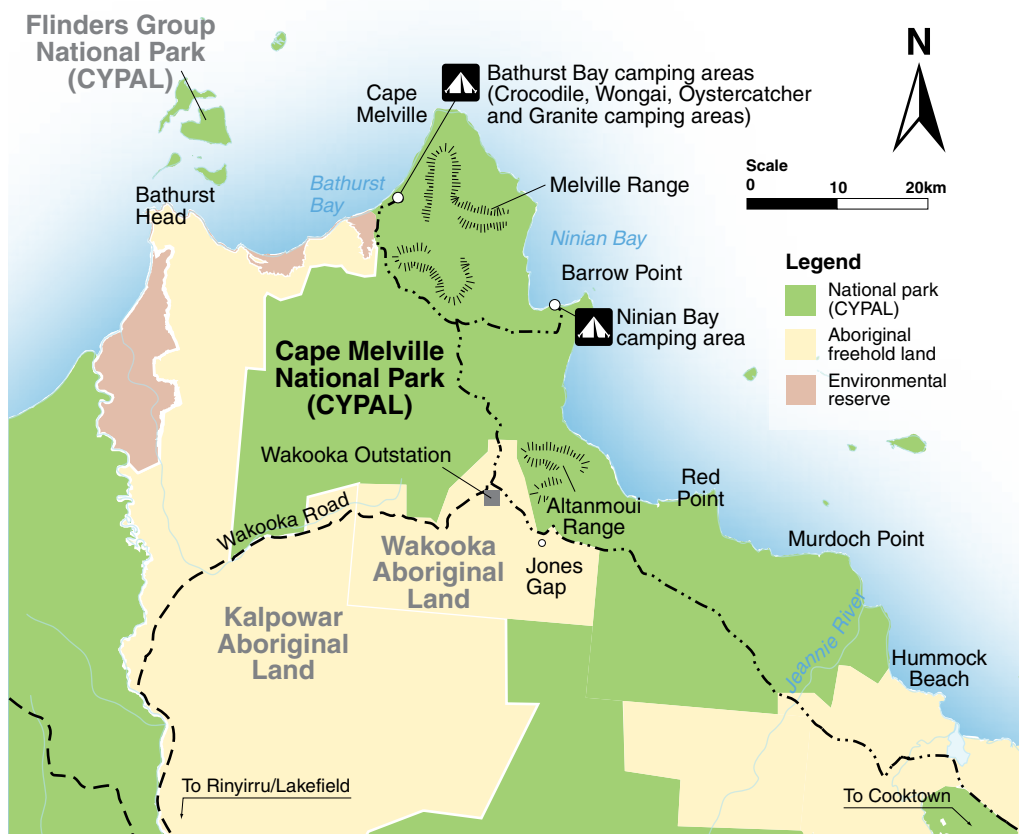 Flinders Group
National Park
(CYPAL)
N
Bathurst Bay camping areas
(Crocodile, Wongai, Oystercatcher
and Granite camping areas)
Cape
Melville
Scale
0 10 20km
Bathurst
Head
Bathurst
Bay
Melville Range
Ninian Bay
Barrow Point
Legend
National park
(CYPAL)
Aboriginal
freehold land
Environmental
reserve
Ninian Bay
camping area
Cape Melville
National Park
(CYPAL)
Wakooka Outstation
Wakooka Road
Altanmoui
Range
Red
Point
Murdoch Point
Wakooka
Aboriginal
Land
Jones
Gap
Kalpowar
Aboriginal
Land
Jeannie River
Hummock
Beach
To Rinyirru/Lakefield
To Cooktown